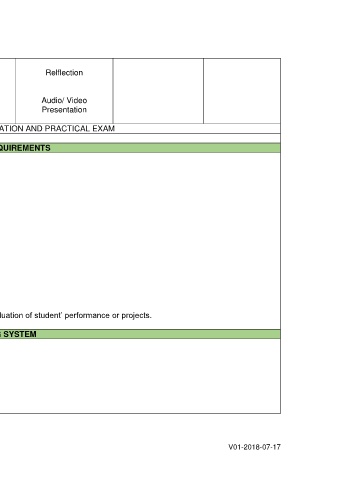 Relflection
Audio/ Video
Presentation
ATION AND PRACTICAL EXAM
QUIREMENTS
luation of student' performance or projects.
SYSTEM
V01-2018-07-17